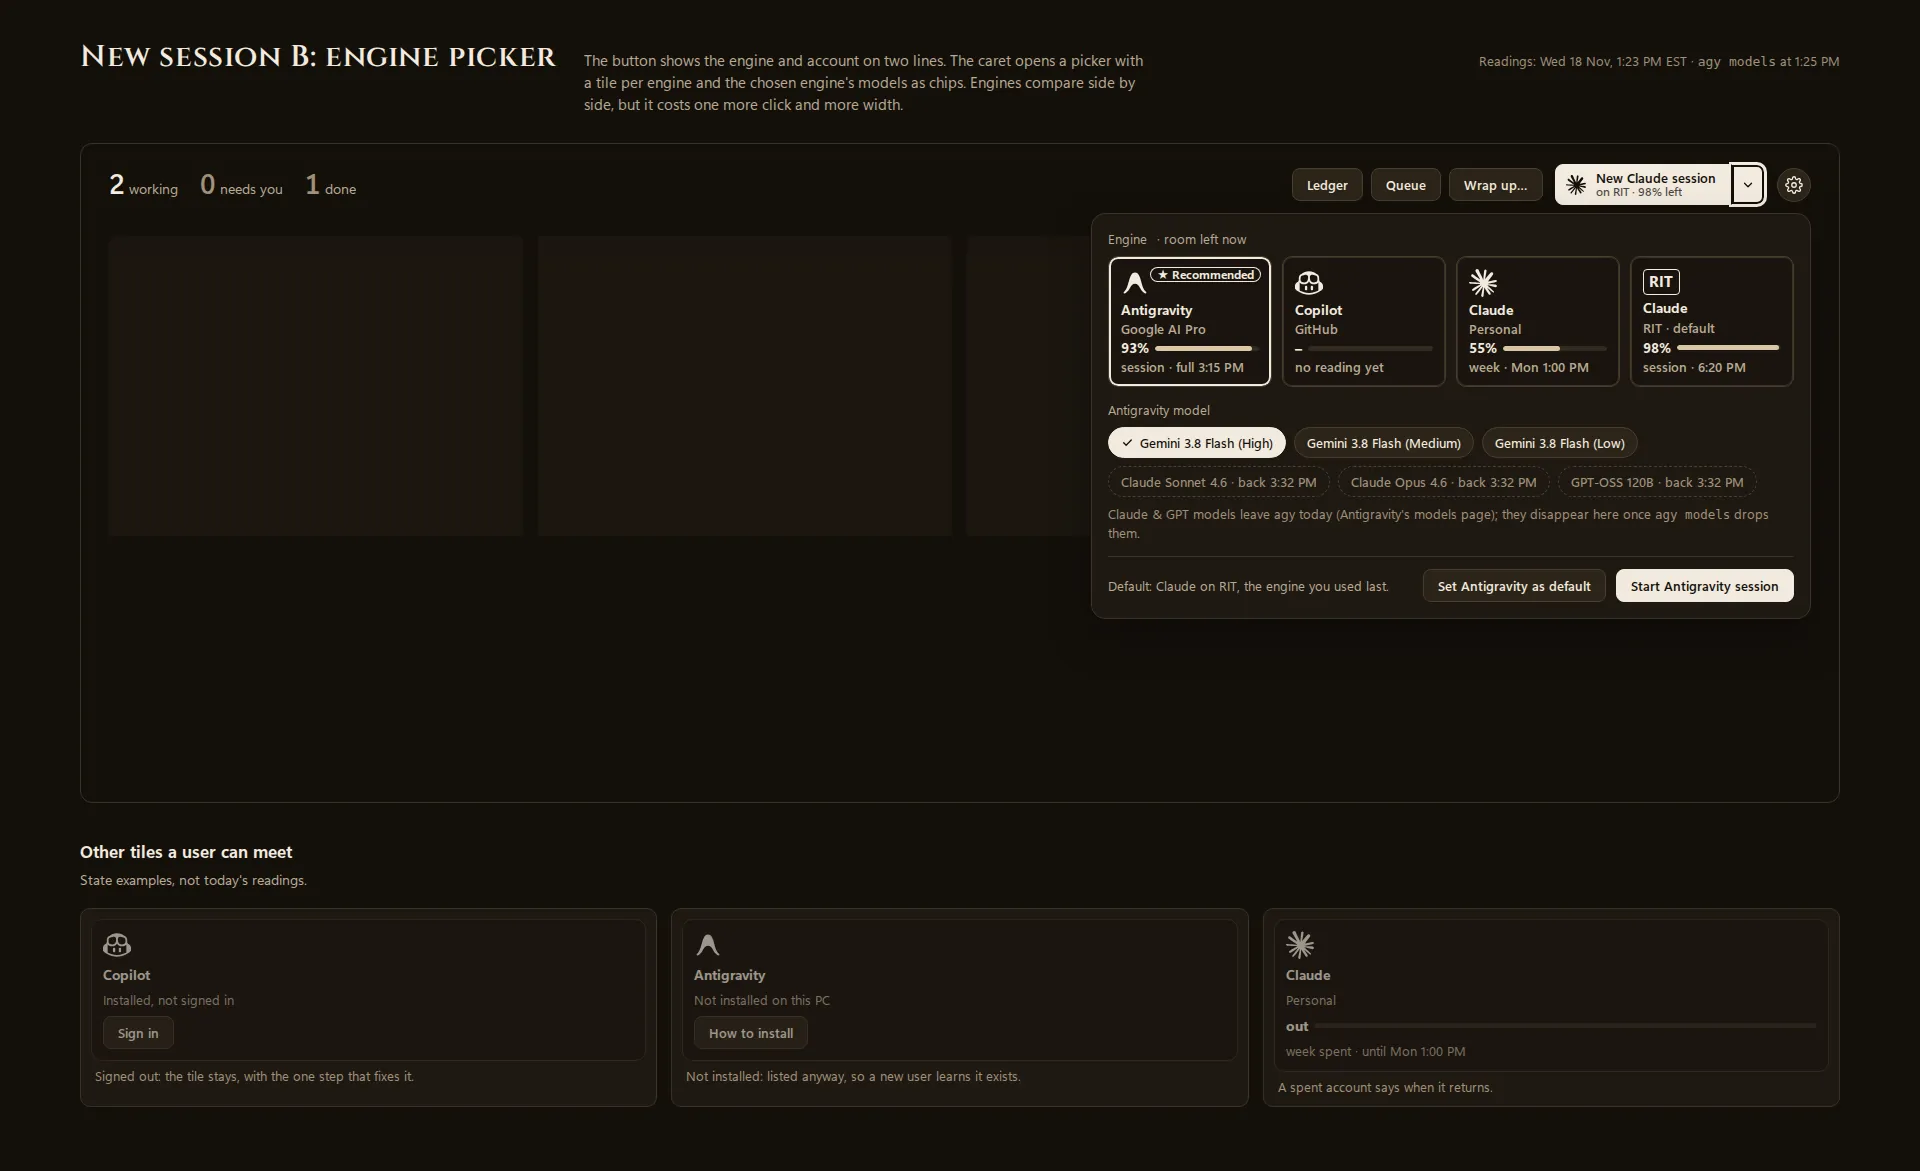 New session B: engine picker
The button shows the engine and account on two lines. The caret opens a picker with
a tile per engine and the chosen engine's models as chips. Engines compare side by
side, but it costs one more click and more width.
Readings: Wed 18 Nov, 1:23 PM EST · agy models at 1:25 PM
2 working 0 needs you 1 done
Ledger
Queue
Wrap up...
New Claude session
on RIT · 98% left
Engine · room left now
★ Recommended
Antigravity
Google AI Pro
93%
session · full 3:15 PM
Copilot
GitHub
–
no reading yet
Claude
Personal
55%
week · Mon 1:00 PM
RIT
Claude
RIT · default
98%
session · 6:20 PM
Antigravity model
✓ Gemini 3.8 Flash (High)
Gemini 3.8 Flash (Medium)
Gemini 3.8 Flash (Low)
Claude Sonnet 4.6 · back 3:32 PM
Claude Opus 4.6 · back 3:32 PM
GPT-OSS 120B · back 3:32 PM
Claude & GPT models leave agy today (Antigravity's models page); they disappear here once agy models drops
them.
Default: Claude on RIT, the engine you used last.
Set Antigravity as default
Start Antigravity session
Other tiles a user can meet
State examples, not today's readings.
Copilot
Installed, not signed in
Sign in
Signed out: the tile stays, with the one step that fixes it.
Antigravity
Not installed on this PC
How to install
Not installed: listed anyway, so a new user learns it exists.
Claude
Personal
out
week spent · until Mon 1:00 PM
A spent account says when it returns.